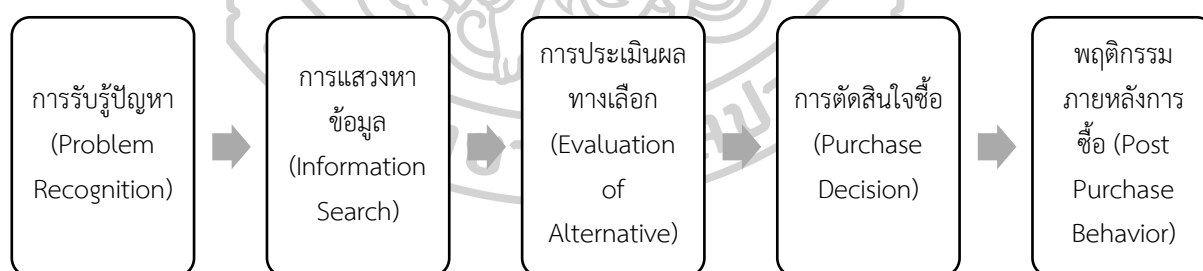 การรับรู้ปัญหา
(Problem
Recognition)
การแสวงหา
ข้อมูล
(Information
Search)
การประเมินผล
ทางเลือก
(Evaluation
of
Alternative)
การตัดสินใจซื้อ
(Purchase
Decision)
พฤติกรรม
ภายหลังการ
ซื้อ (Post
Purchase
Behavior)